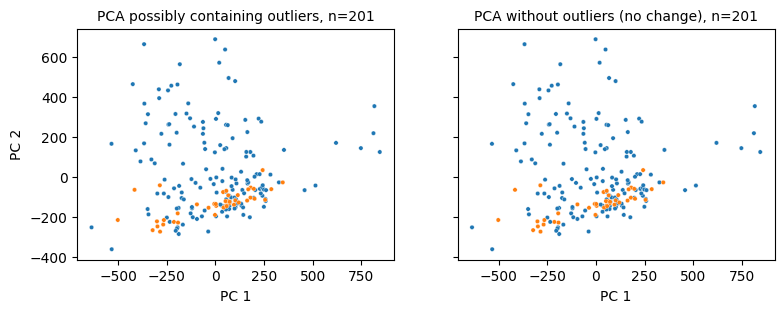 PCA possibly containing outliers, n=201
PCA without outliers (no change), n=201
600
400
200
0
−200
−400
PC 2
−500 −250 0 250 500 750
−500 −250 0 250 500 750
PC 1
PC 1